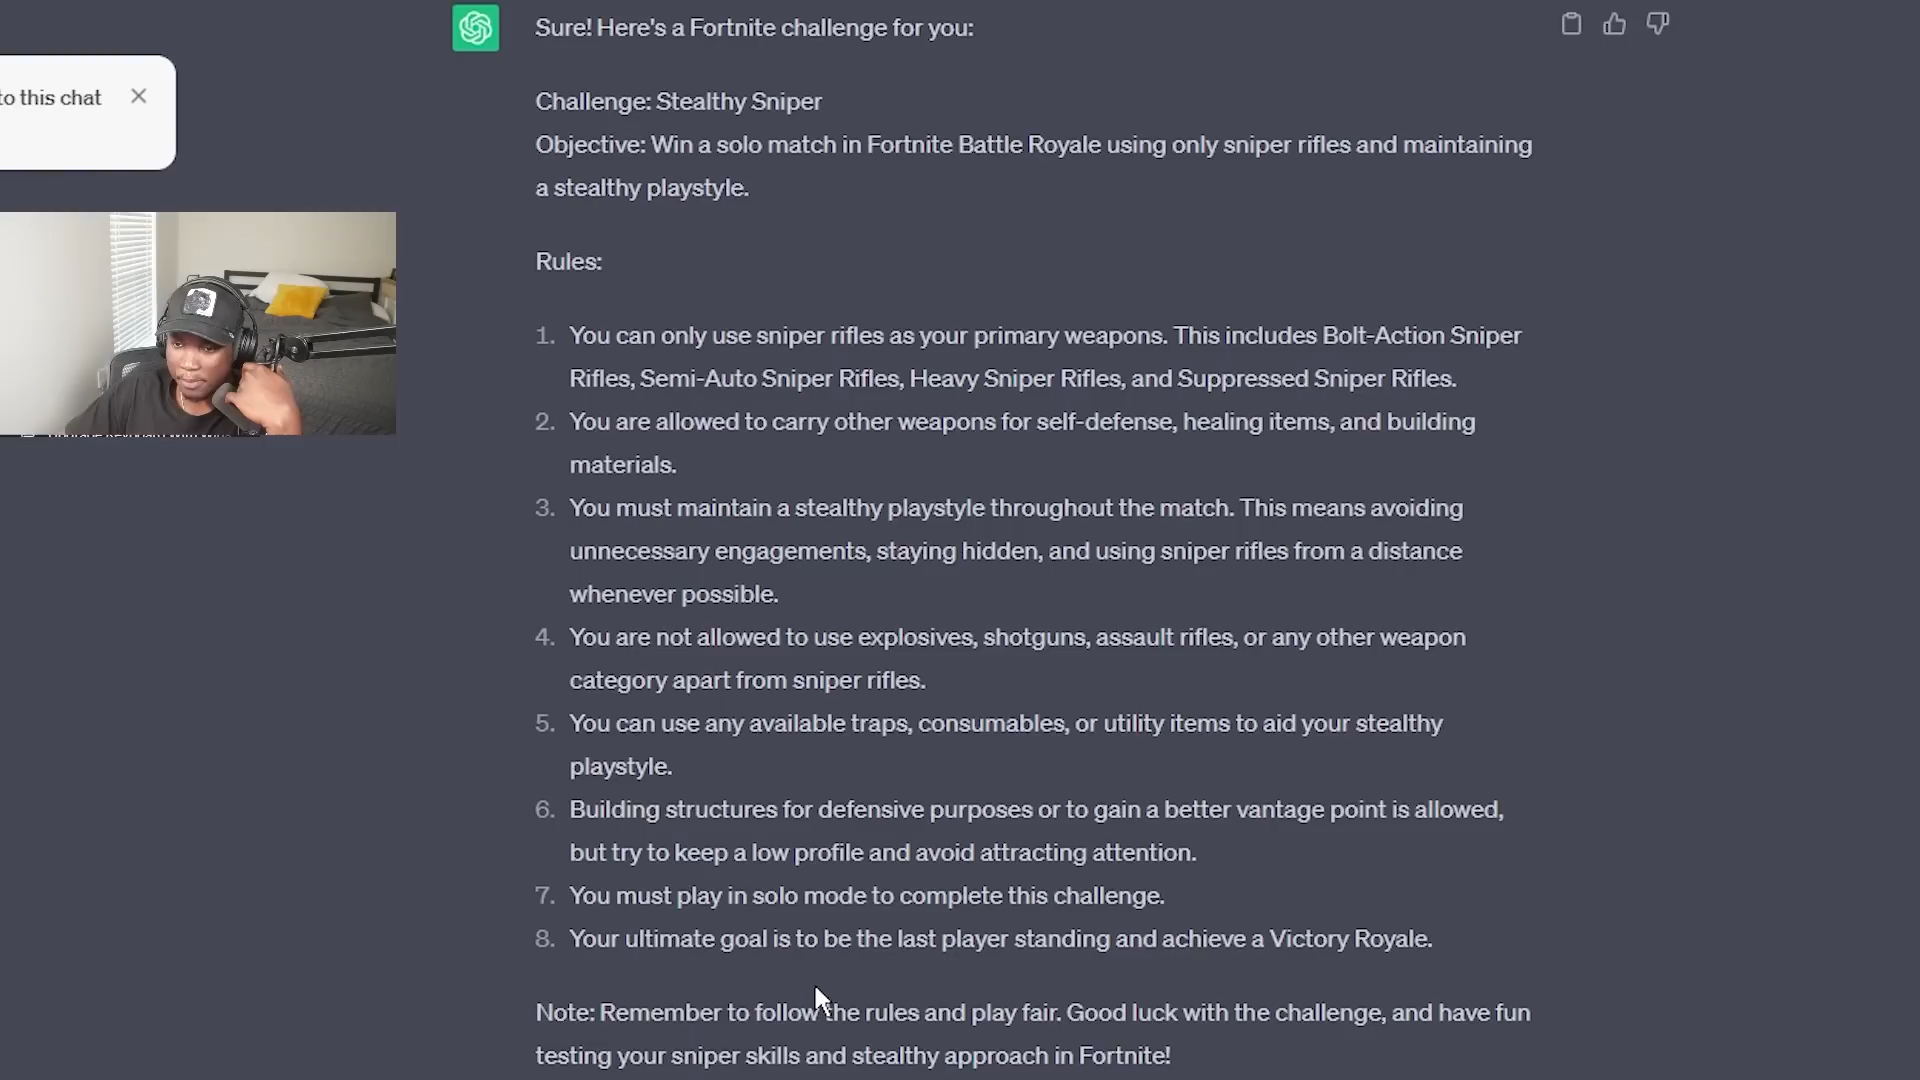 Sure! Here's a Fortnite challenge for you:
to this chat
Challenge: Stealthy Sniper
Objective: Win a solo match in Fortnite Battle Royale using only sniper rifles and maintaining
a stealthy playstyle.
Rules:
1. You can only use sniper rifles as your primary weapons. This includes Bolt-Action Sniper
Rifles, Semi-Auto Sniper Rifles, Heavy Sniper Rifles, and Suppressed Sniper Rifles.
2. You are allowed to carry other weapons for self-defense, healing items, and building
materials.
3. You must maintain a stealthy playstyle throughout the match. This means avoiding
unnecessary engagements, staying hidden, and using sniper rifles from a distance
whenever possible.
4. You are not allowed to use explosives, shotguns, assault rifles, or any other weapon
category apart from sniper rifles.
5. You can use any available traps, consumables, or utility items to aid your stealthy
playstyle.
6. Building structures for defensive purposes or to gain a better vantage point is allowed,
but try to keep a low profile and avoid attracting attention.
7. You must play in solo mode to complete this challenge.
8. Your ultimate goal is to be the last player standing and achieve a Victory Royale.
Note: Remember to follow the rules and play fair. Good luck with the challenge, and have fun
testing your sniper skills and stealthy approach in Fortnite!